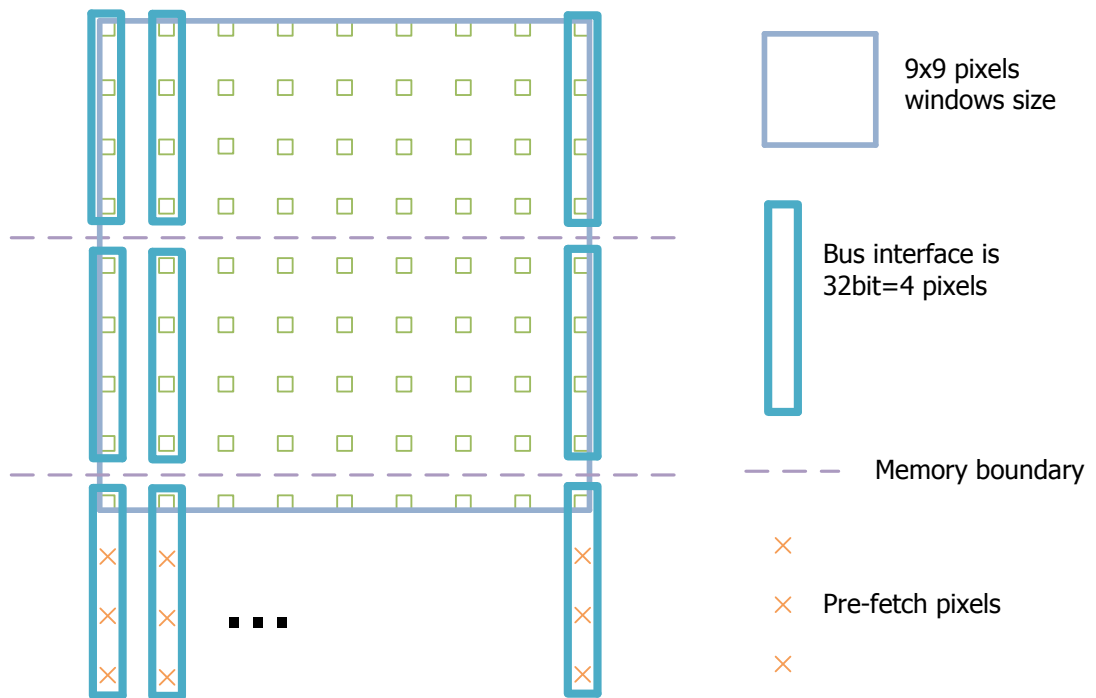 9x9 pixels
windows size
Bus interface is
32bit=4 pixels
Memory boundary
Pre-fetch pixels